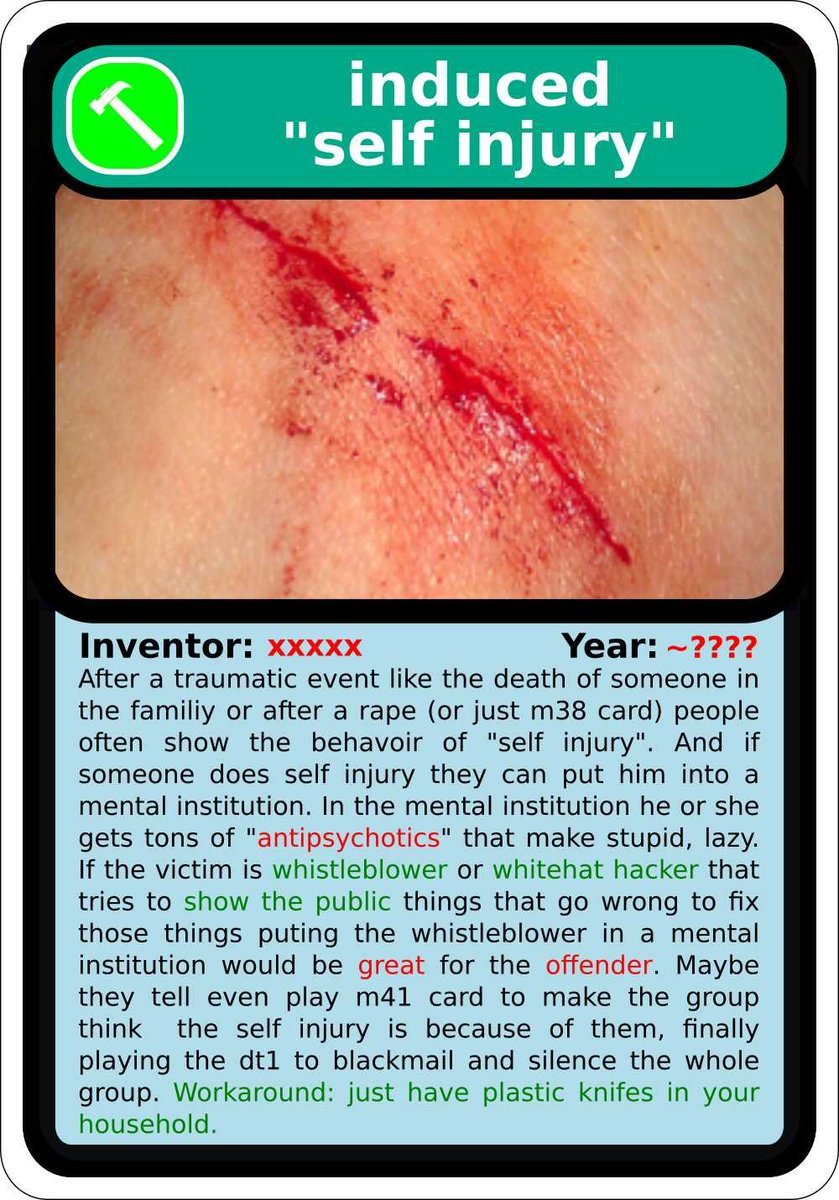 induced
"self injury"
Inventor: xxxxx Year: ~????
After a traumatic event like the death of someone in
the familiy or after a rape (or just m38 card) people
often show the behavoir of "self injury". And if
someone does self injury they can put him into a
mental institution. In the mental institution he or she
gets tons of "antipsychotics" that make stupid, lazy.
If the victim is whistleblower or whitehat hacker that
tries to show the public things that go wrong to fix
those things puting the whistleblower in a mental
institution would be great for the offender. Maybe
they tell even play m41 card to make the group
think the self injury is because of them, finally
playing the dt1 to blackmail and silence the whole
group. Workaround: just have plastic knifes in your
household.